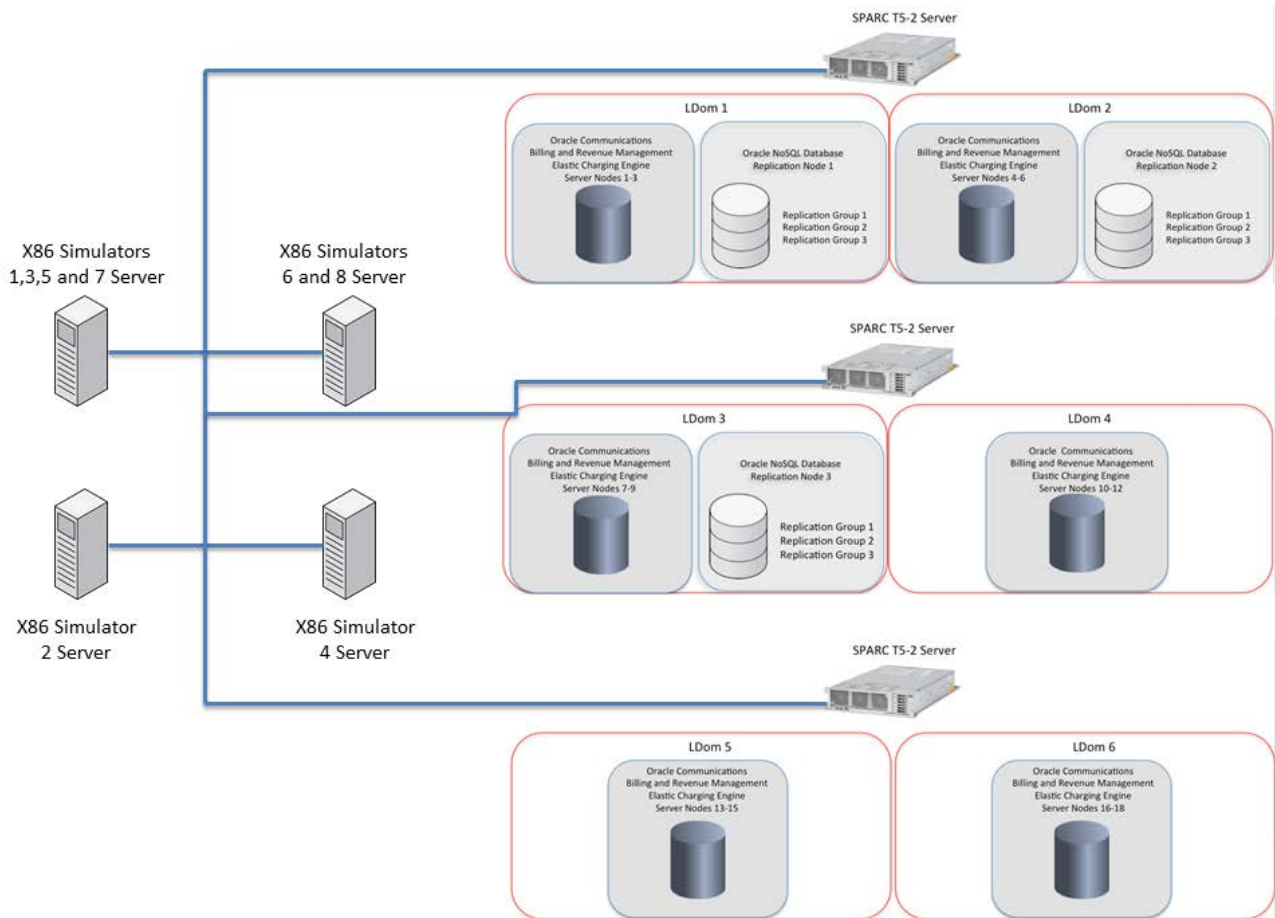 SPARC T5-2 Server
LDom 1
Oracle Communications
Billing and Revenue Management
Elastic Charging Engine
Server Nodes 1-3
Oracle NoSQL Database
Replication Node 1
Replication Group 1
Replication Group 2
Replication Group 3
LDom 2
Oracle Communications
Billing and Revenue Management
Elastic Charging Engine
Server Nodes 4-6
Oracle NoSQL Database
Replication Node 2
Replication Group 1
Replication Group 2
Replication Group 3
X86 Simulators
1,3,5 and 7 Server
X86 Simulators
6 and 8 Server
SPARC T5-2 Server
LDom 3
Oracle Communications
Billing and Revenue Management
Elastic Charging Engine
Server Nodes 7-9
Oracle NoSQL Database
Replication Node 3
Replication Group 1
Replication Group 2
Replication Group 3
LDom 4
Oracle Communications
Billing and Revenue Management
Elastic Charging Engine
Server Nodes 10-12
X86 Simulator
2 Server
X86 Simulator
4 Server
SPARC T5-2 Server
LDom 5
Oracle Communications
Billing and Revenue Management
Elastic Charging Engine
Server Nodes 13-15
LDom 6
Oracle Communications
Billing and Revenue Management
Elastic Charging Engine
Server Nodes 16-18